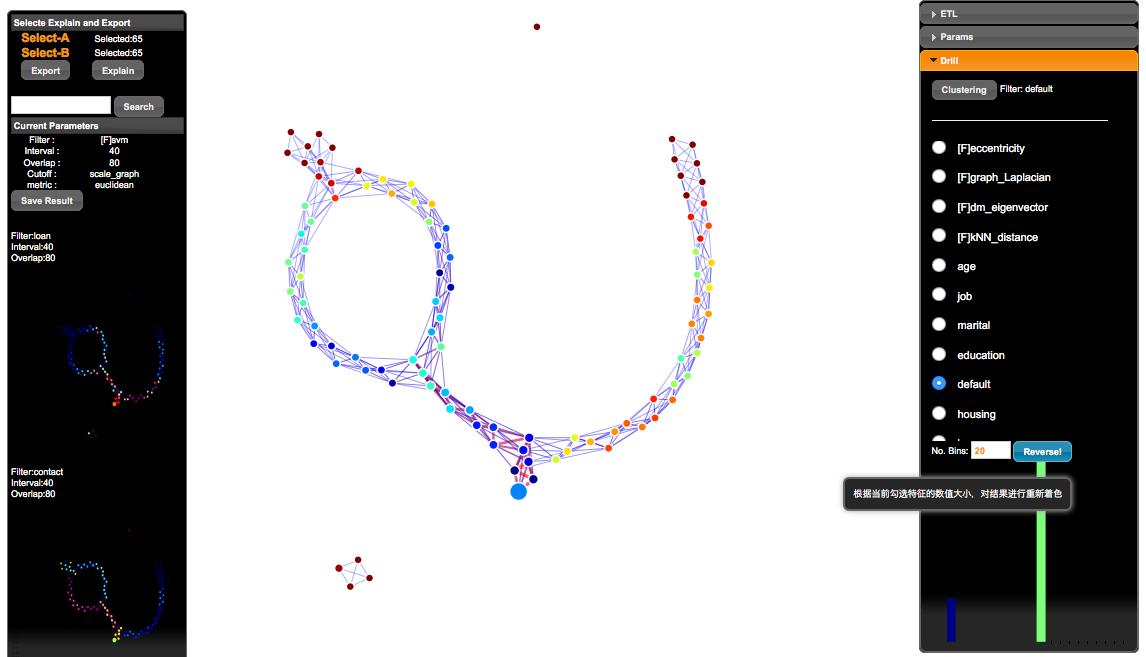 Selecte Explain and Export
Select-A Selected:65
Select-B Selected:65
Export Explain
Search
Current Parameters
Filter : [F]svm
Interval : 40
Overlap : 80
Cutoff : scale_graph
metric : euclidean
Save Result
Filter:loan
Interval:40
Overlap:80
Filter:contact
Interval:40
Overlap:80
ETL
Params
Drill
Clustering Filter: default
[F]eccentricity
[F]graph_Laplacian
[F]dm_eigenvector
[F]kNN_distance
age
job
marital
education
default
housing
No. Bins: 20 Reverse!
根据当前勾选特征的数值大小，对结果进行重新着色